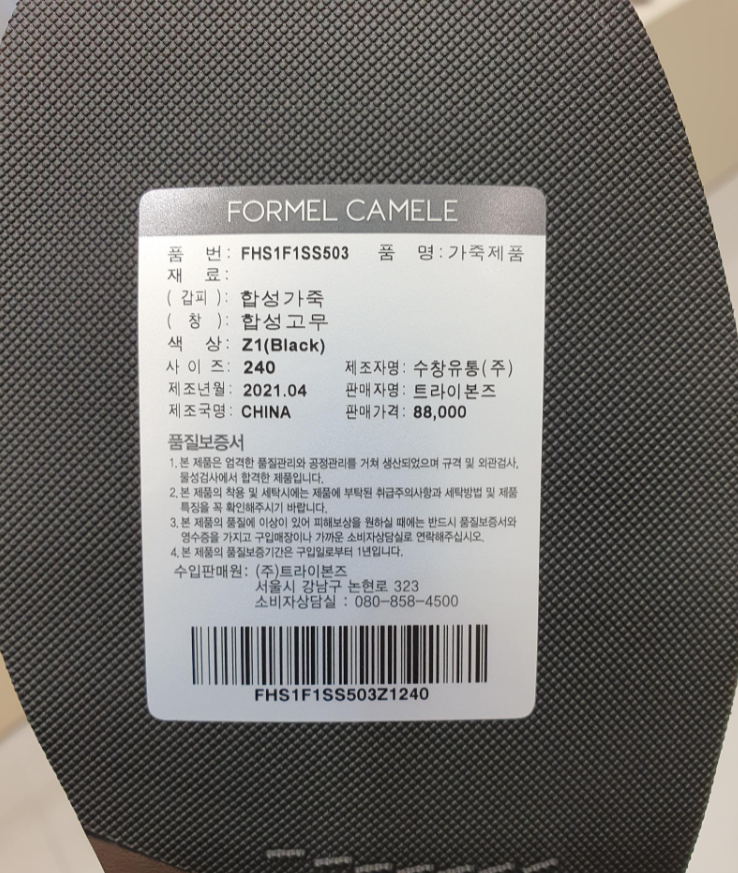 FORMEL CAMELE
품 번: FHS1F1SS503 품 명: 가죽제품
재 료:
( 갑피 ): 합성가죽
( 창 ): 합성고무
색 상: Z1(Black)
사 이 즈: 240 제조자명: 수창유통(주)
제조년월: 2021.04 판매자명: 트라이본즈
제조국명: CHINA 판매가격: 88,000
품질보증서
1. 본 제품은 엄격한 품질관리와 공정관리를 거쳐 생산되었으며 규격 및 외관검사,
물성검사에서 합격한 제품입니다.
2. 본 제품의 착용 및 세탁시에는 제품에 부탁된 취급주의사항과 세탁방법 및 제품
특징을 꼭 확인해주시기 바랍니다.
3. 본 제품의 품질에 이상이 있어 피해보상을 원하실 때에는 반드시 품질보증서와
영수증을 가지고 구입매장이나 가까운 소비자상담실로 연락해주십시오.
4. 본 제품의 품질보증기간은 구입일로부터 1년입니다.
수입판매원: (주)트라이본즈
서울시 강남구 논현로 323
소비자상담실 : 080-858-4500
FHS1F1SS503Z1240